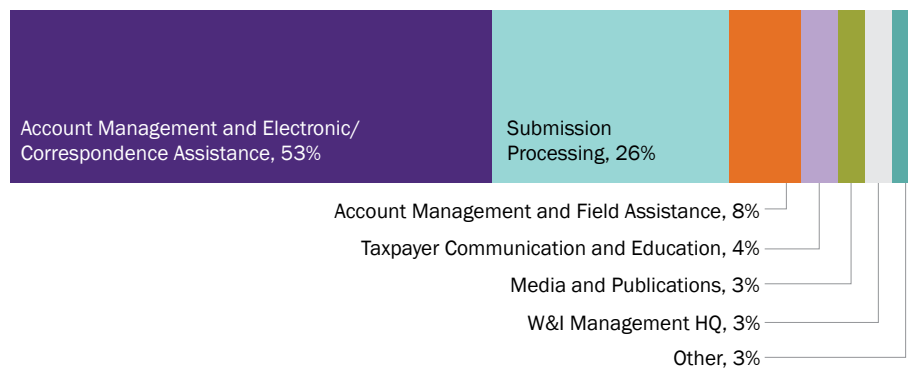 Account Management and Electronic/
Correspondence Assistance, 53%
Submission
Processing, 26%
Account Management and Field Assistance, 8%
Taxpayer Communication and Education, 4%
Media and Publications, 3%
W&I Management HQ, 3%
Other, 3%